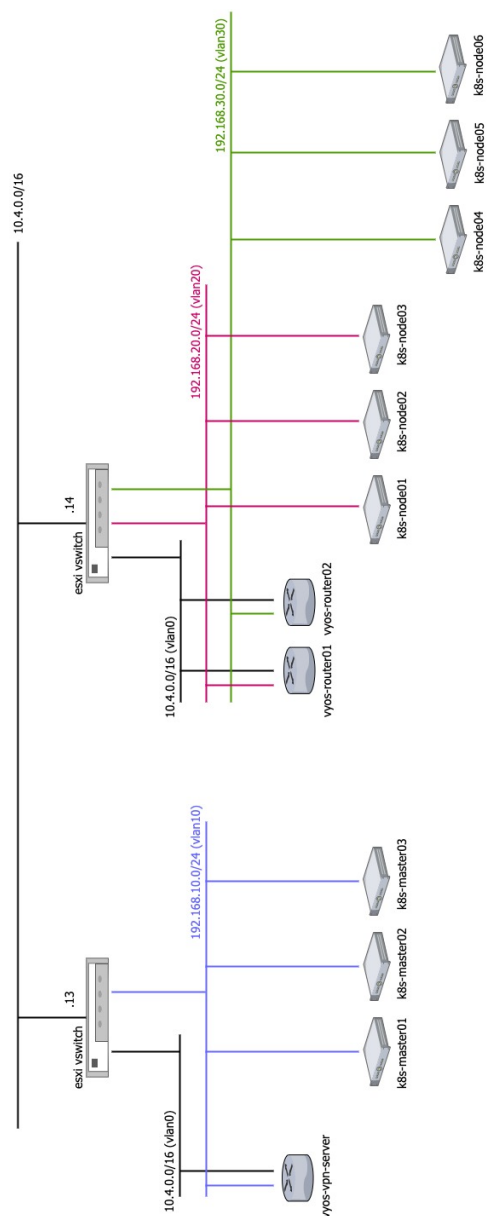 10.4.0.0/16
.13
esxi vswitch
.14
esxi vswitch
10.4.0.0/16 (vlan0)
192.168.10.0/24 (vlan10)
10.4.0.0/16 (vlan0)
192.168.20.0/24 (vlan20)
192.168.30.0/24 (vlan30)
vyos-vpn-server
k8s-master01
k8s-master02
k8s-master03
vyos-router01
vyos-router02
k8s-node01
k8s-node02
k8s-node03
k8s-node04
k8s-node05
k8s-node06